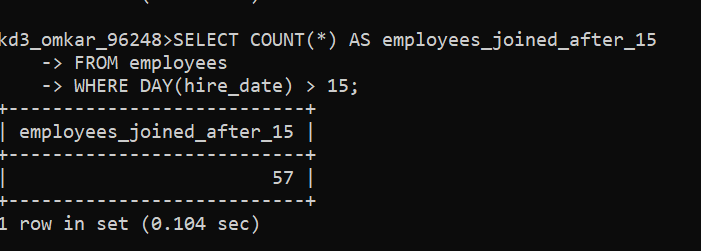 kd3_omkar_96248>SELECT COUNT(*) AS employees_joined_after_15
    -> FROM employees
    -> WHERE DAY(hire_date) > 15;
+---------------------------+
| employees_joined_after_15 |
+---------------------------+
|                        57 |
+---------------------------+
1 row in set (0.104 sec)